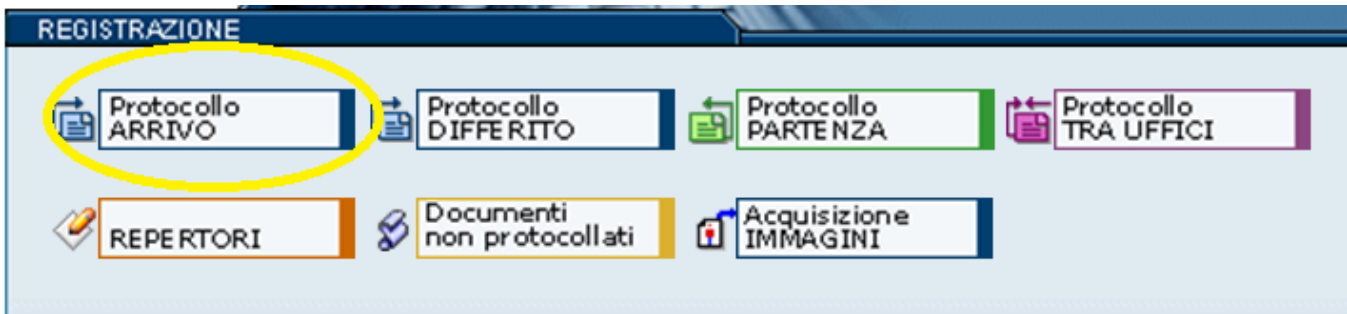 REGISTRAZIONE
Protocollo
ARRIVO
Protocollo
DIFFERITO
Protocollo
PARTENZA
Protocollo
TRA UFFICI
REPERTORI
Documenti
non protocollati
Acquisizione
IMMAGINI